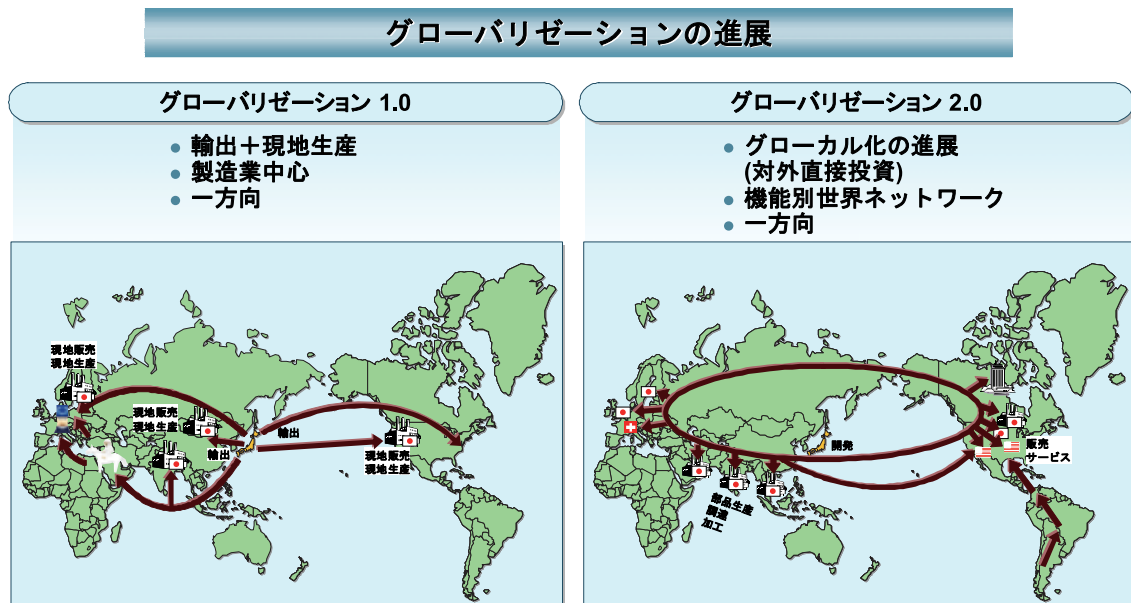 グローバリゼーションの進展
グローバリゼーション 1.0
● 輸出＋現地生産
● 製造業中心
● 一方向
現地販売
現地生産
現地販売
現地生産
輸出
輸出
現地販売
現地生産
グローバリゼーション 2.0
● グローカル化の進展
(対外直接投資)
● 機能別世界ネットワーク
● 一方向
開発
販売
サービス
部品生産
調達
加工